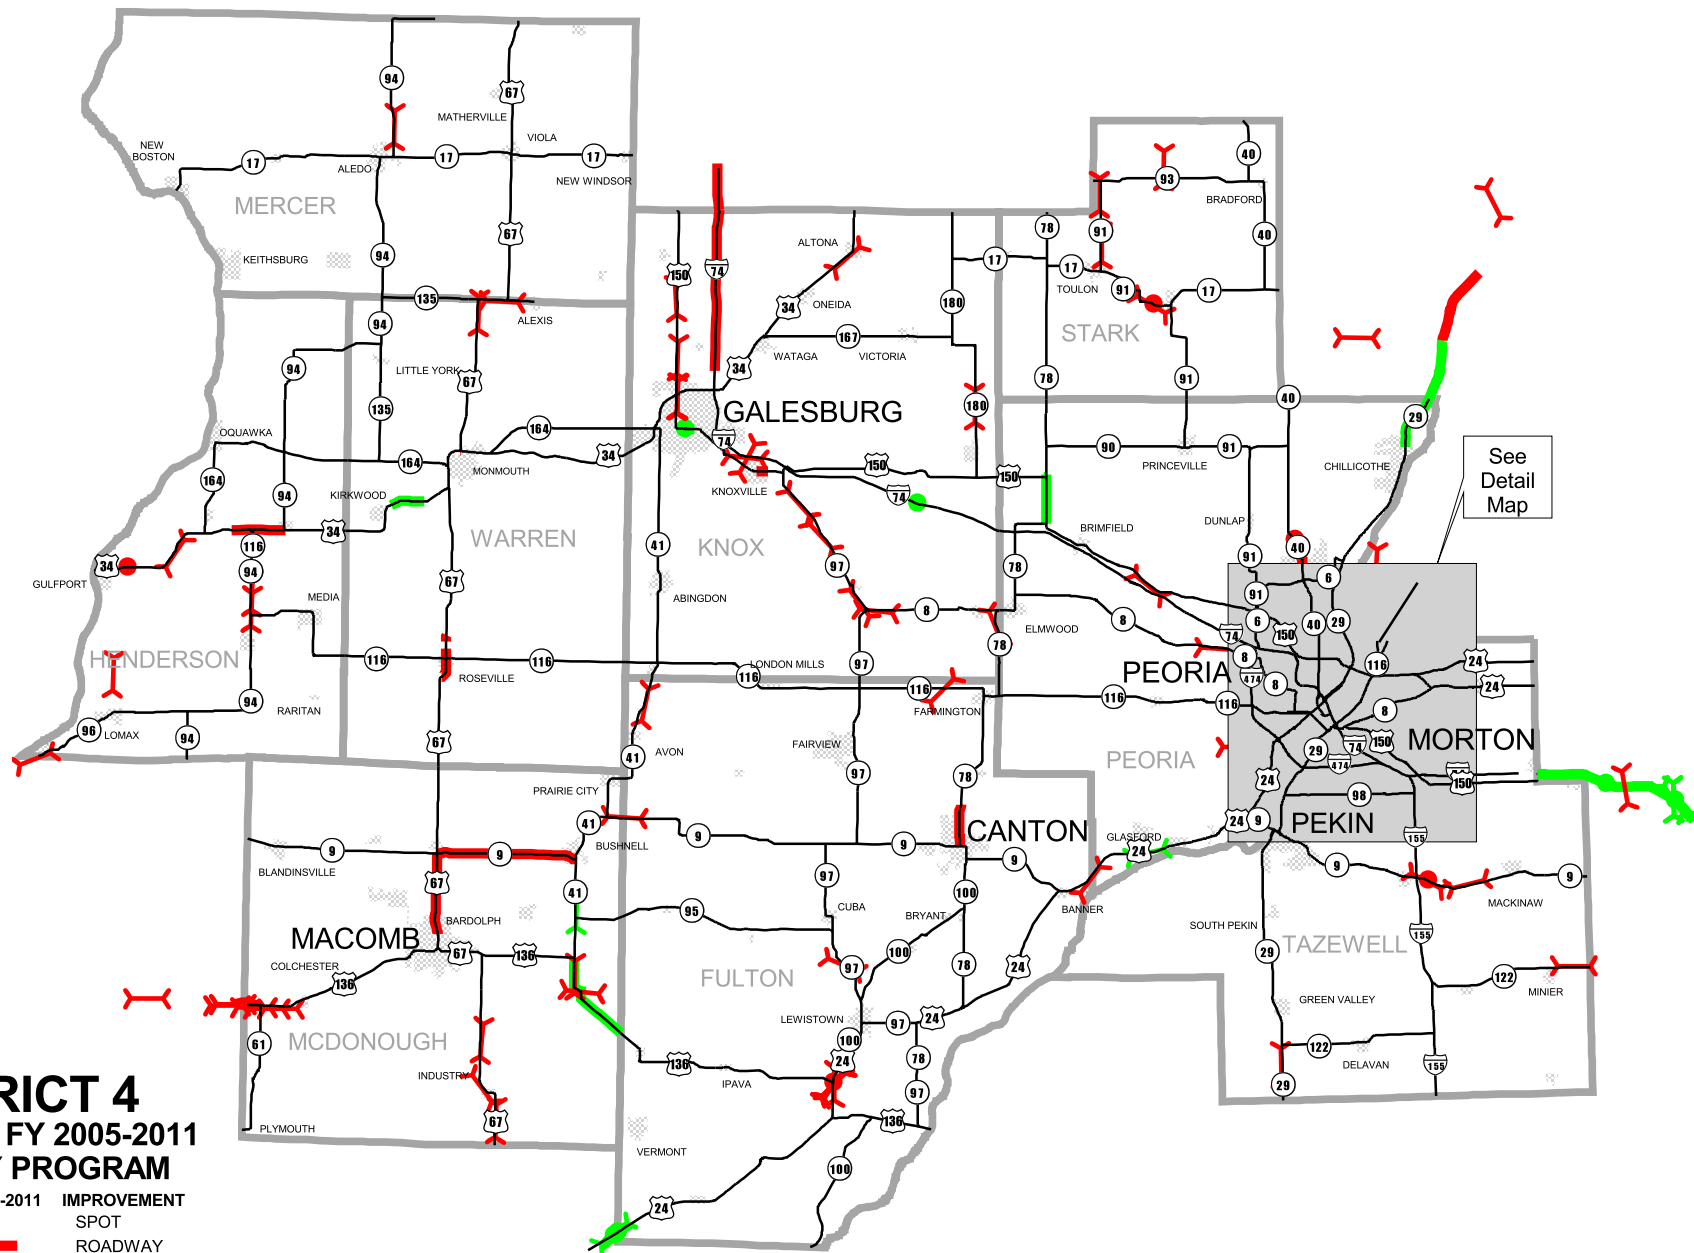 94
67
MATHERVILLE
VIOLA
NEW
BOSTON
17
ALEDO
17
17
NEW WINDSOR
MERCER
67
94
KEITHSBURG
135
94
ALEXIS
94
LITTLE YORK
67
135
OQUAWKA
164
164
MONMOUTH
164
34
94
KIRKWOOD
34
116
WARREN
34
94
GULFPORT
67
MEDIA
HENDERSON
116
116
ROSEVILLE
94
RARITAN
96
LOMAX
94
67
40
93
BRADFORD
78
91
40
ALTONA
17
17
TOULON
150
74
91
17
34
ONEIDA
180
STARK
167
WATAGA
VICTORIA
34
78
91
40
180
GALESBURG
29
74
90
91
150
150
PRINCEVILLE
CHILLICOTHE
See
Detail
Map
KNOXVILLE
74
BRIMFIELD
DUNLAP
41
KNOX
40
91
97
78
6
91
ABINGDON
8
ELMWOOD
8
6
40
29
74
150
78
97
LONDON MILLS
116
116
FARMINGTON
PEORIA
8
116
24
474
8
24
116
116
8
AVON
41
FAIRVIEW
97
78
PEORIA
29
74
150
MORTON
474
24
150
98
PRAIRIE CITY
41
BUSHNELL
9
9
CANTON
GLASFORD
24
24
9
PEKIN
155
9
9
BLANDINSVILLE
67
41
97
100
9
BANNER
9
9
MACKINAW
BARDOLPH
95
CUBA
BRYANT
SOUTH PEKIN
MACOMB
67
136
COLCHESTER
136
97
100
78
24
29
TAZEWELL
155
FULTON
122
MINIER
GREEN VALLEY
61
MCDONOUGH
LEWISTOWN
97
24
100
24
78
122
DELAVAN
155
INDUSTRY
136
IPAVA
97
29
67
136
PLYMOUTH
VERMONT
100
24
RICT 4
FY 2005-2011
PROGRAM
-2011 IMPROVEMENT
SPOT
ROADWAY